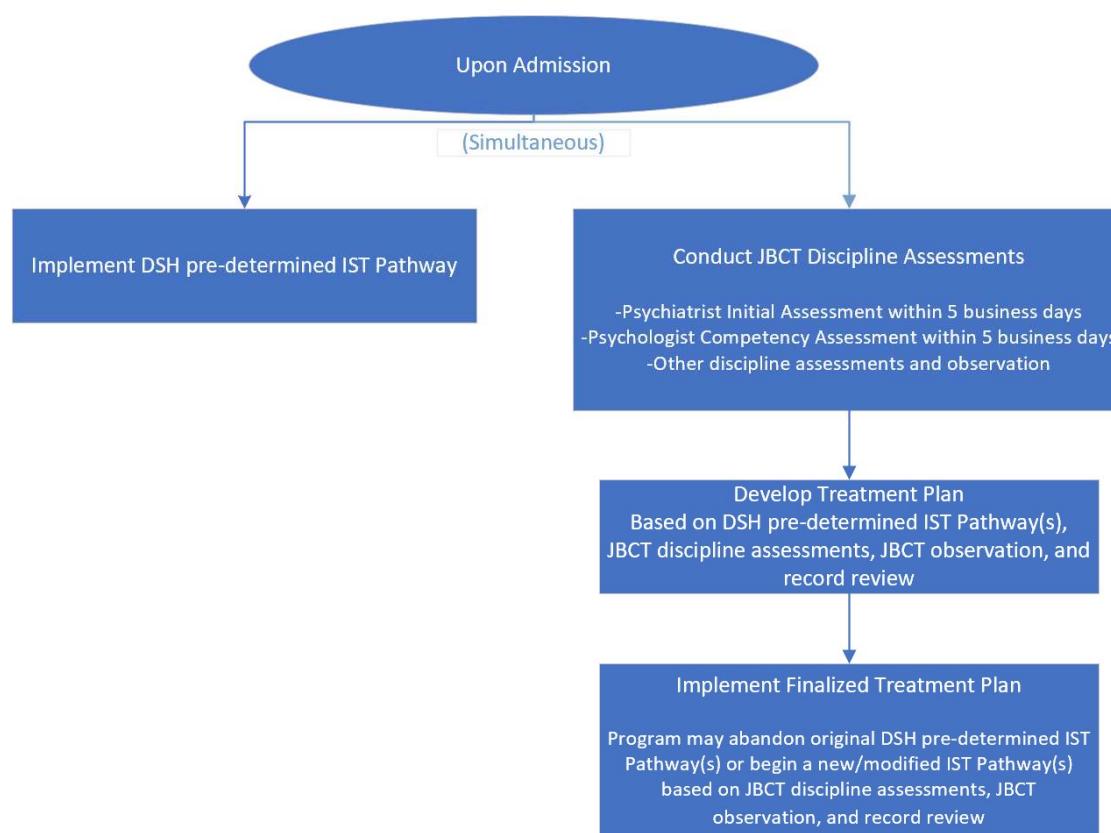 Upon Admission
(Simultaneous)
Implement DSH pre-determined IST Pathway
Conduct JBCT Discipline Assessments
-Psychiatrist Initial Assessment within 5 business days
-Psychologist Competency Assessment within 5 business days
-Other discipline assessments and observation
Develop Treatment Plan
Based on DSH pre-determined IST Pathway(s),
JBCT discipline assessments, JBCT observation, and
record review
Implement Finalized Treatment Plan
Program may abandon original DSH pre-determined IST
Pathway(s) or begin a new/modified IST Pathway(s)
based on JBCT discipline assessments, JBCT
observation, and record review